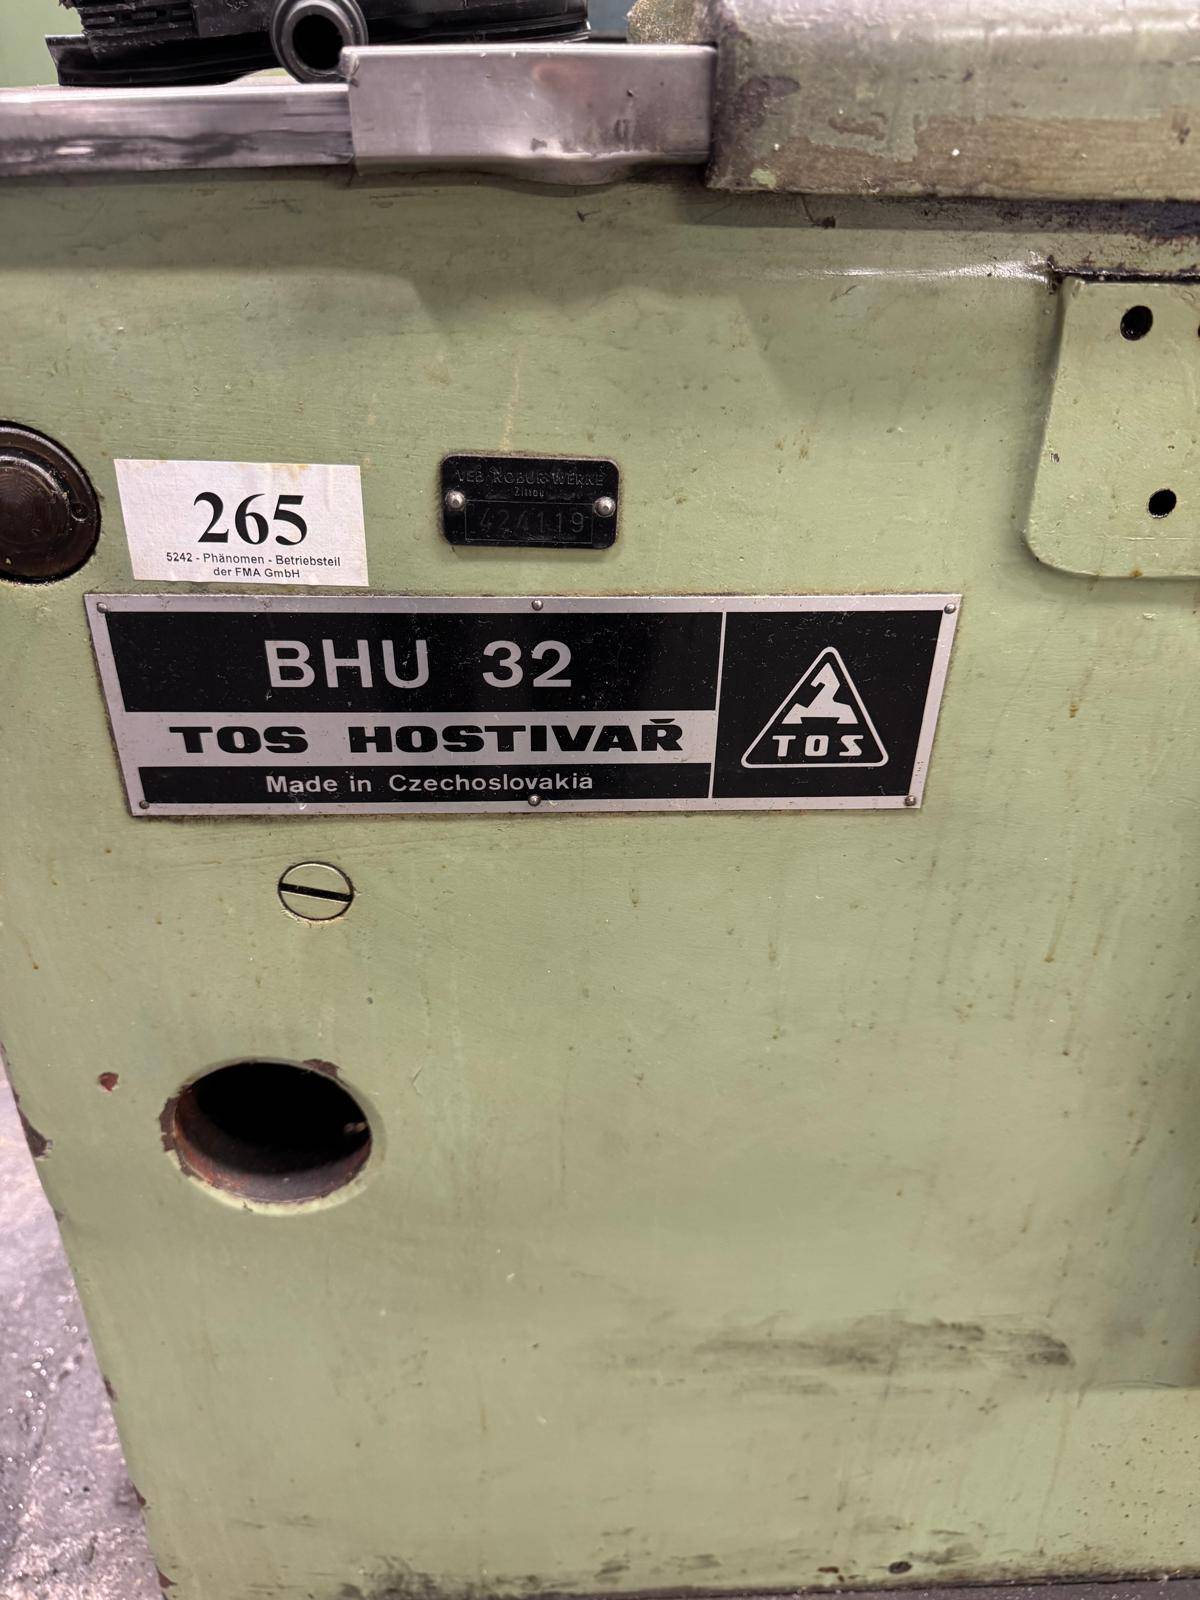 VEB ROBUR-WERKE
Zittau
424119
265
5242 - Phänomen - Betriebsteil
der FMA GmbH
BHU 32
TOS HOSTIVAŘ
Made in Czechoslovakia
TOS